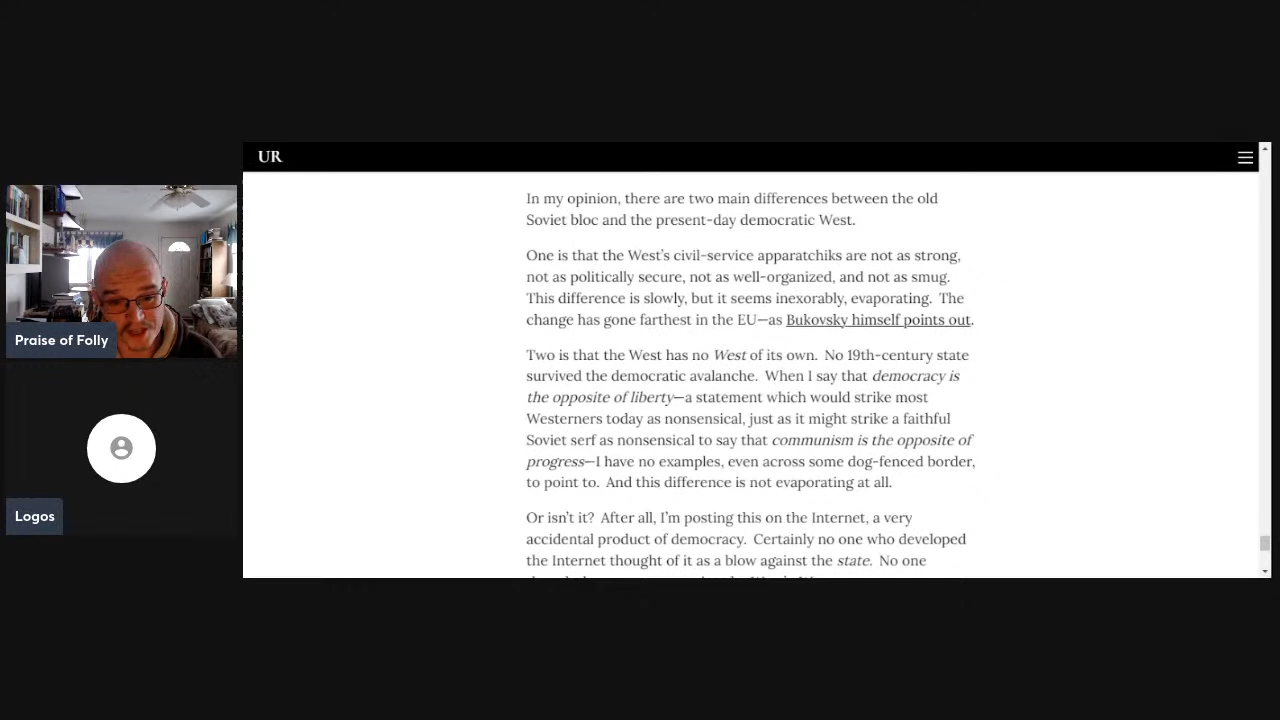 UR
In my opinion, there are two main differences between the old
Soviet bloc and the present-day democratic West.
One is that the West's civil-service apparatchiks are not as strong,
not as politically secure, not as well-organized, and not as smug.
This difference is slowly, but it seems inexorably, evaporating. The
change has gone farthest in the EU—as Bukovsky himself points out.
Two is that the West has no West of its own. No 19th-century state
survived the democratic avalanche. When I say that democracy is
the opposite of liberty—a statement which would strike most
Westerners today as nonsensical, just as it might strike a faithful
Soviet serf as nonsensical to say that communism is the opposite of
progress—I have no examples, even across some dog-fenced border,
to point to. And this difference is not evaporating at all.
Or isn't it? After all, I'm posting this on the Internet, a very
accidental product of democracy. Certainly no one who developed
the Internet thought of it as a blow against the state. No one
Praise of Folly
Logos